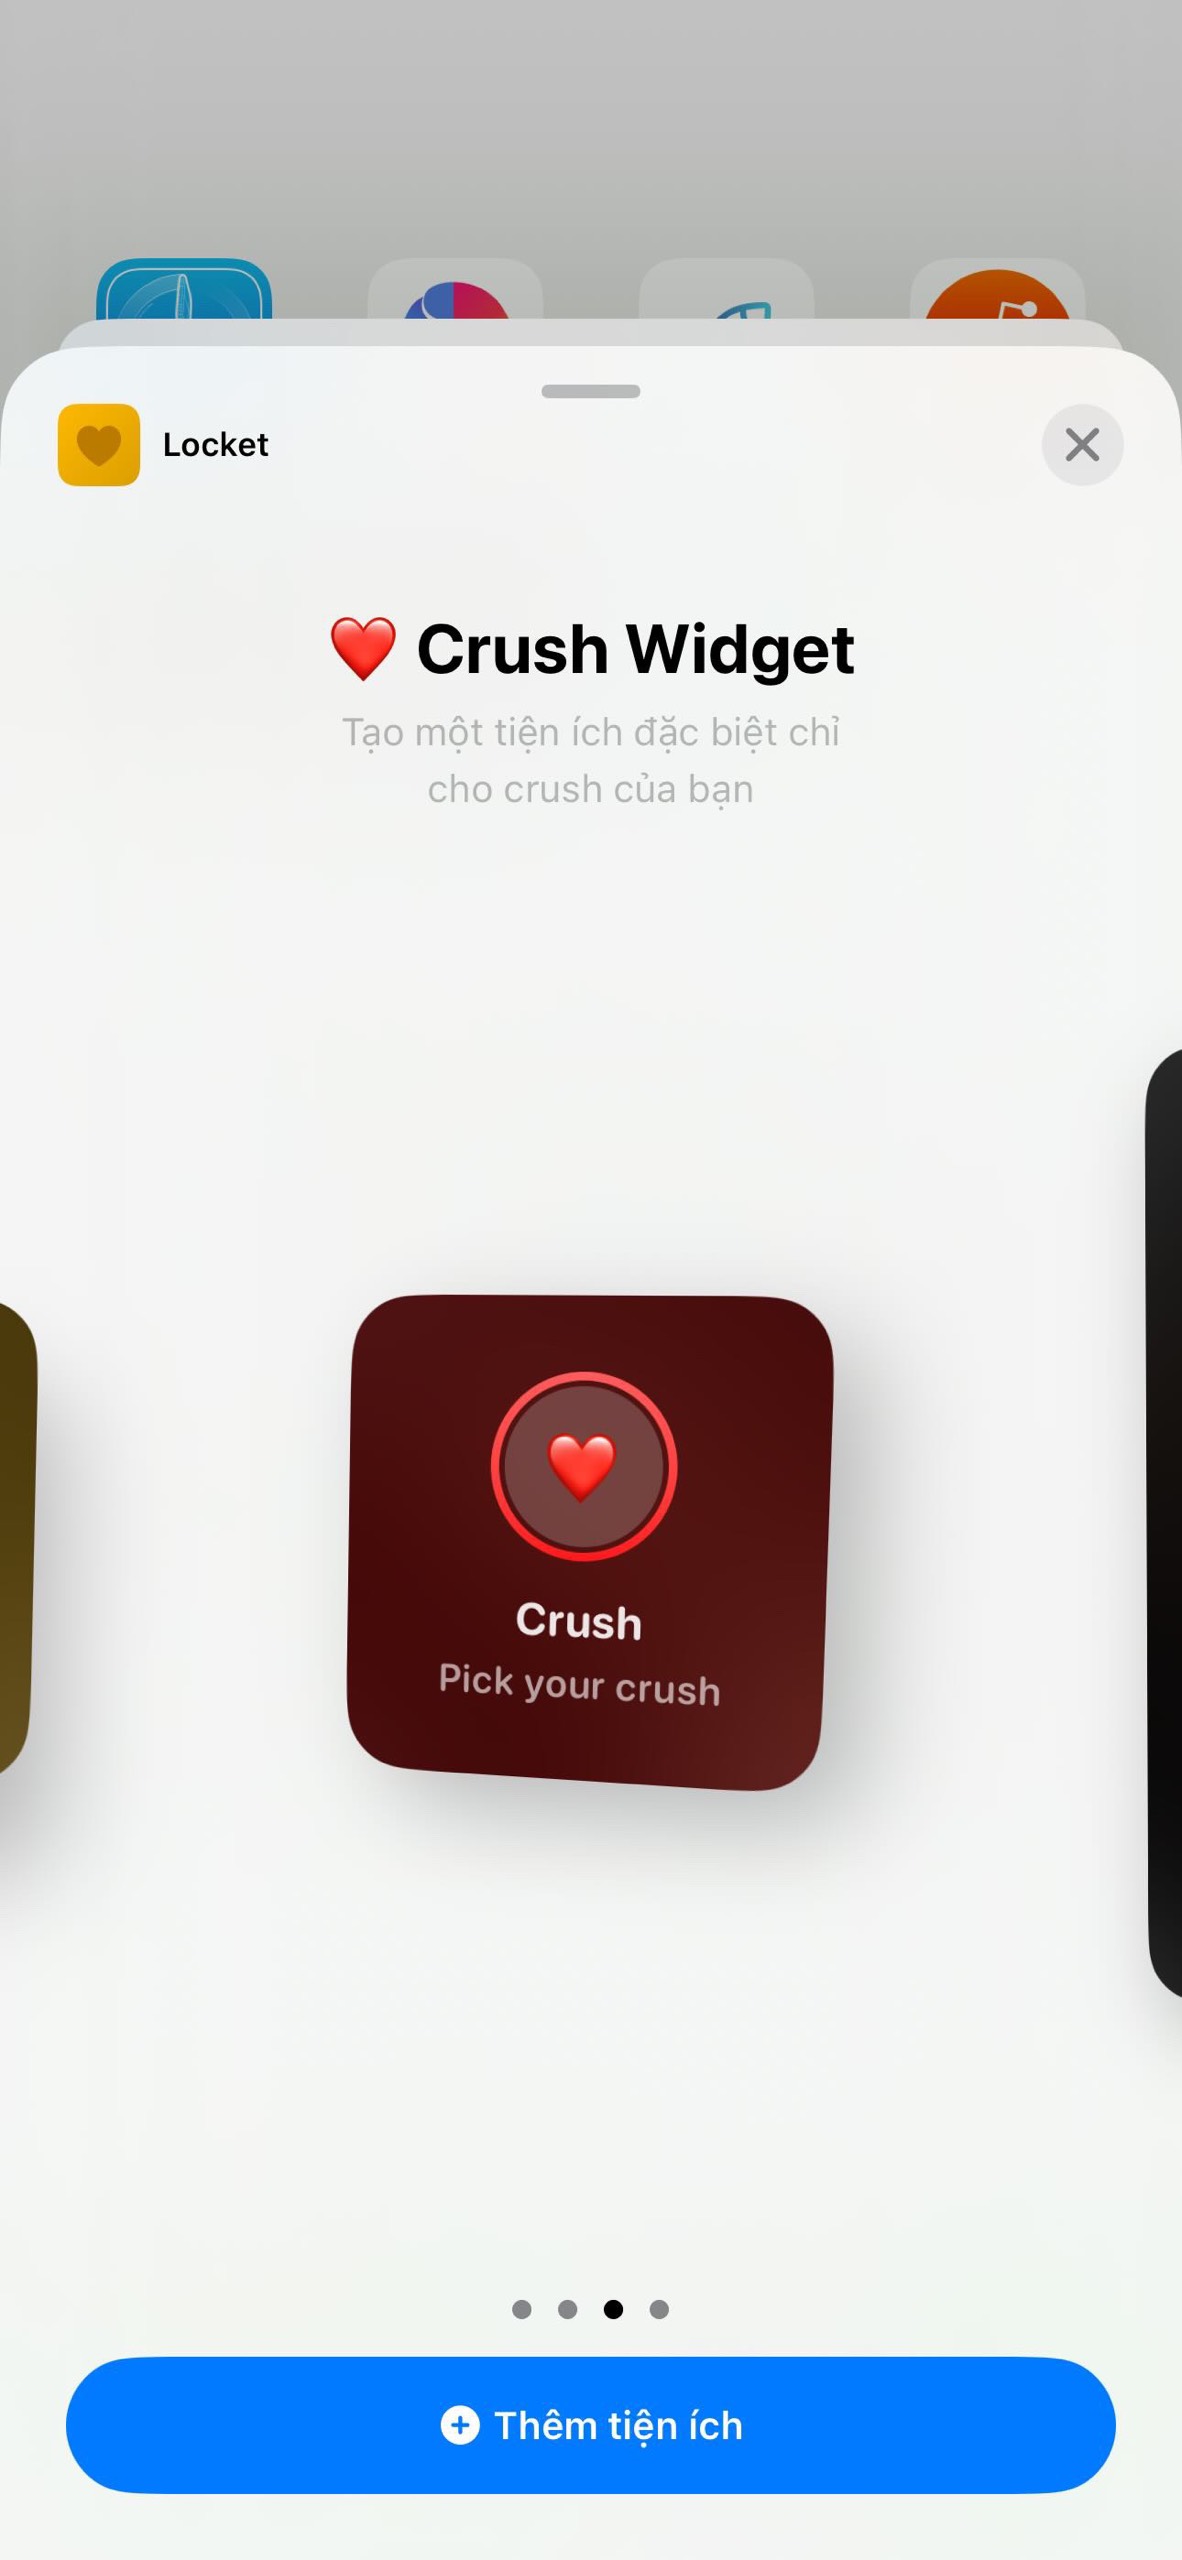 Locket
❤️ Crush Widget
Tạo một tiện ích đặc biệt chỉ
cho crush của bạn
Crush
Pick your crush
Thêm tiện ích